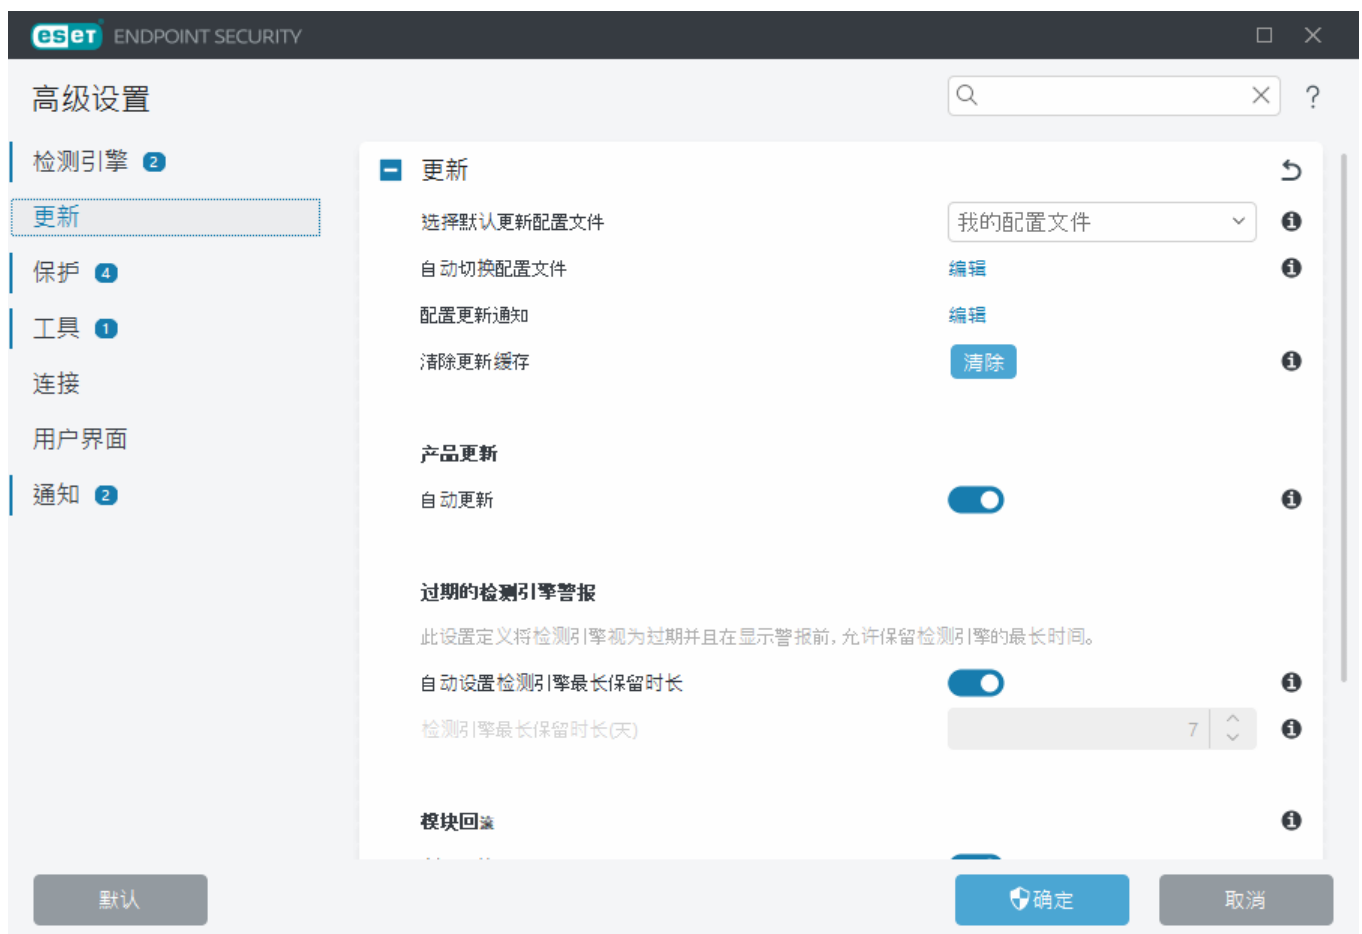 eset ENDPOINT SECURITY
高级设置
?
检测引擎 2
更新
保护 4
工具 1
连接
用户界面
通知 2
更新
选择默认更新配置文件 我的配置文件
自动切换配置文件 编辑
配置更新通知 编辑
清除更新缓存 清除
产品更新
自动更新
过期的检测引擎警报
此设置定义将检测引擎视为过期并且在显示警报前,允许保留检测引擎的最长时间。
自动设置检测引擎最长保留时长
检测引擎最长保留时长(天) 7
模块回滚
默认 确定 取消